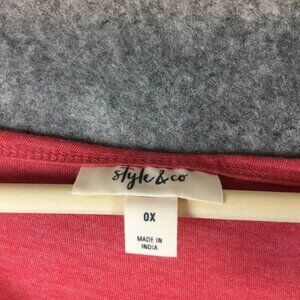 style & co
0X
MADE IN
INDIA